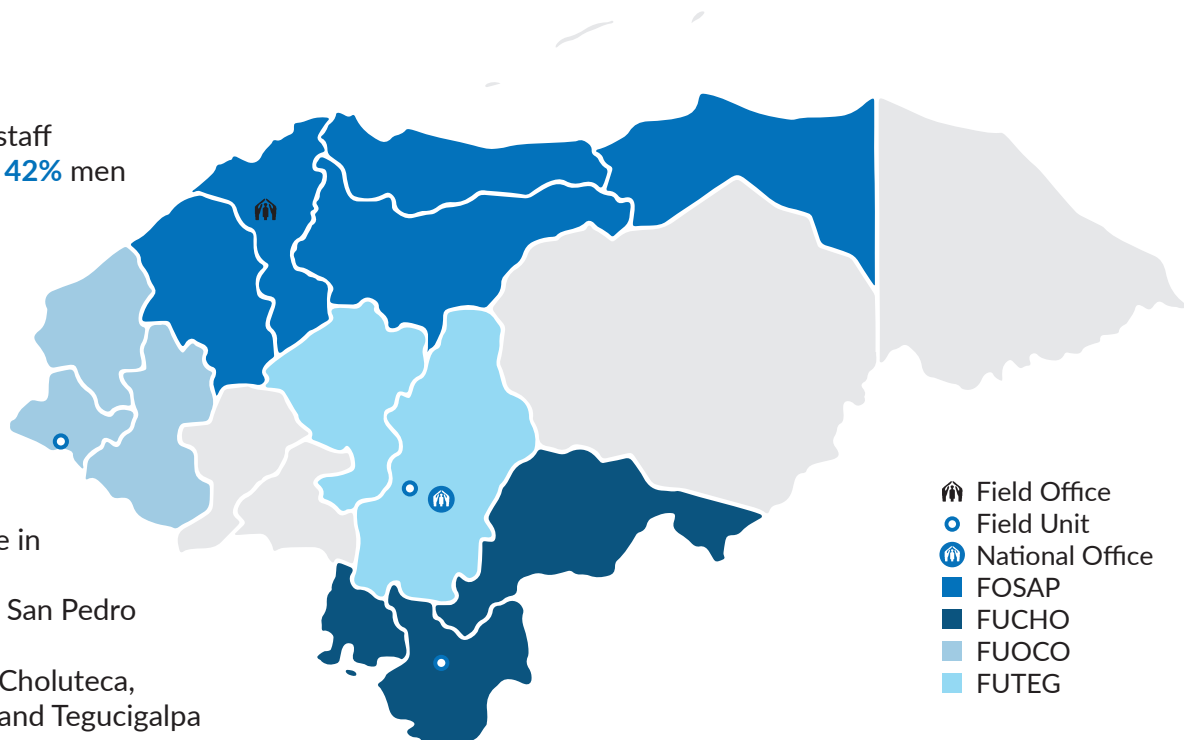 staff
42% men
e in
San Pedro
Choluteca,
and Tegucigalpa
Field Office
Field Unit
National Office
FOSAP
FUCHO
FUOCO
FUTEG